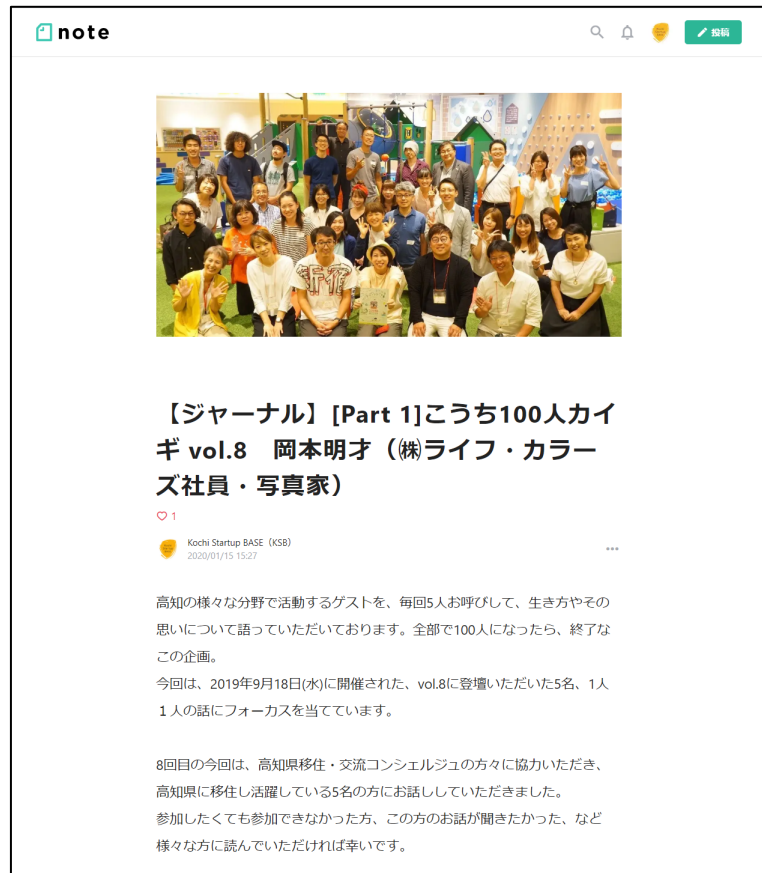 note
投稿
【ジャーナル】[Part 1]こうち100人カイ
ギ vol.8　岡本明才（㈱ライフ・カラー
ズ社員・写真家）
1
Kochi Startup BASE（KSB）
2020/01/15 15:27
高知の様々な分野で活動するゲストを、毎回5人お呼びして、生き方やその
思いについて語っていただいております。全部で100人になったら、終了な
この企画。
今回は、2019年9月18日(水)に開催された、vol.8に登壇いただいた5名、1人
１人の話にフォーカスを当てています。
8回目の今回は、高知県移住・交流コンシェルジュの方々に協力いただき、
高知県に移住し活躍している5名の方にお話ししていただきました。
参加したくても参加できなかった方、この方のお話が聞きたかった、など
様々な方に読んでいただければ幸いです。